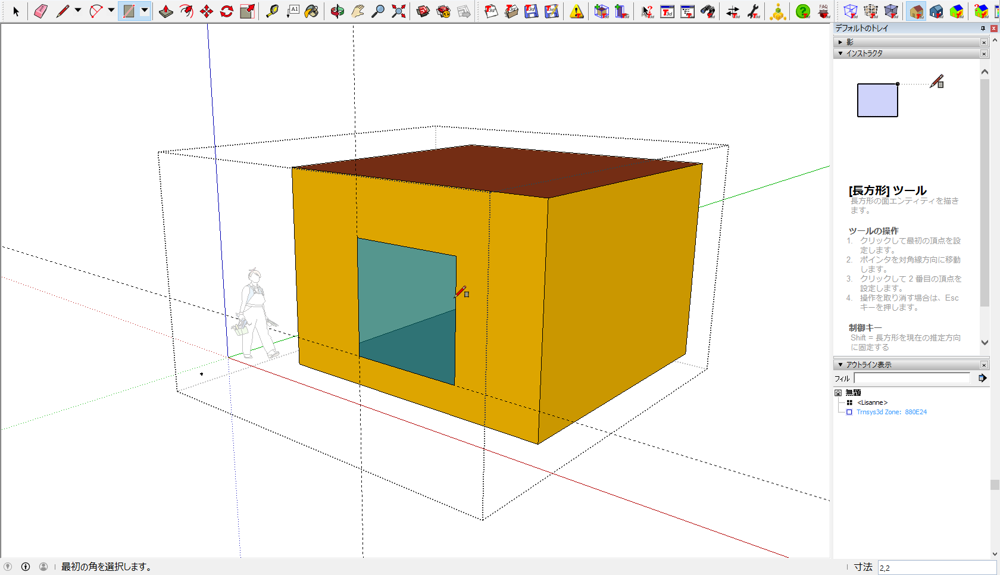 A1
FAQ
デフォルトのトレイ
影
インストラクタ
[長方形] ツール
長方形の面エンティティを描き
ます。
ツールの操作
1. クリックして最初の頂点を設
定します。
2. ポインタを対角線方向に移動
します。
3. クリックして 2 番目の頂点を
設定します。
4. 操作を取り消す場合は、Esc
キーを押します。
制御キー
Shift = 長方形を現在の推定方向
に固定する
アウトライン表示
フィル
無題
<Lisanne>
Trnsys3d Zone: 880E24
最初の角を選択します。
寸法 2,2